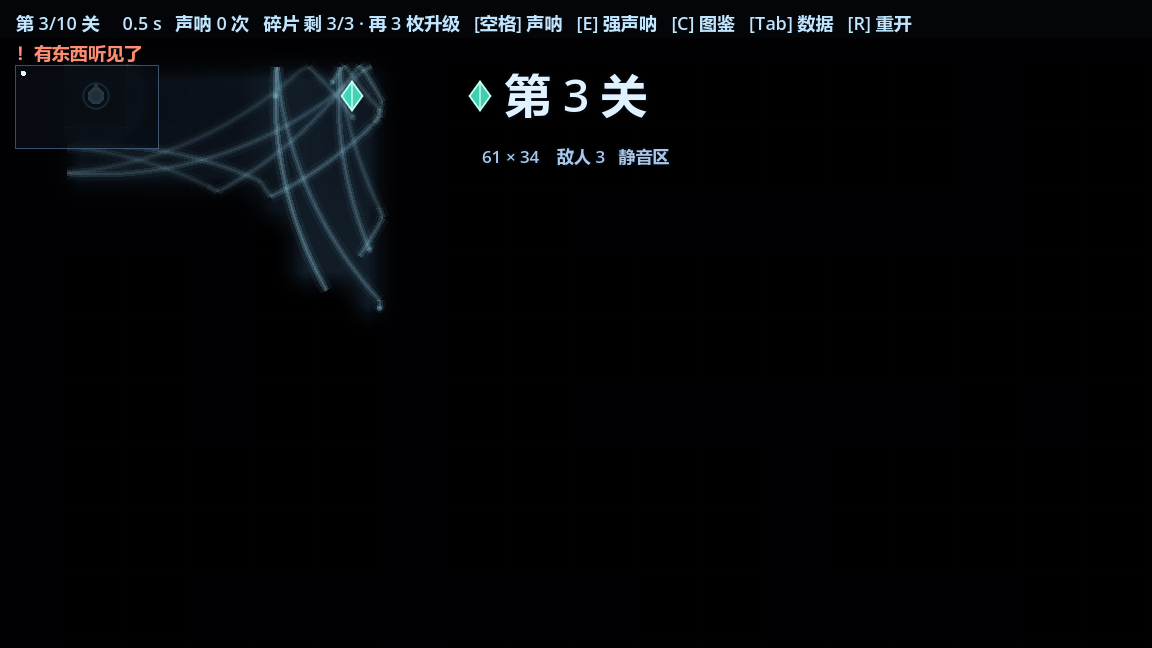 第 3/10 关 0.5 s 声呐 0 次 碎片 剩 3/3 · 再 3 枚升级 [空格] 声呐 [E] 强声呐 [C] 图鉴 [Tab] 数据 [R] 重开
！有东西听见了
第 3 关
61 × 34 敌人 3 静音区